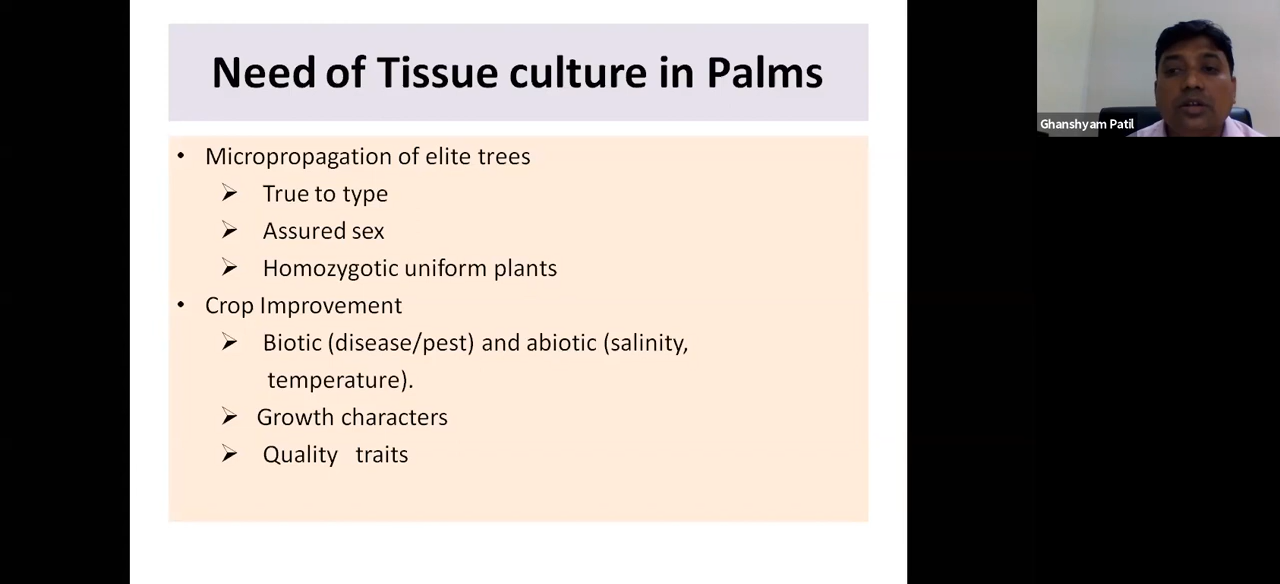 Need of Tissue culture in Palms
• Micropropagation of elite trees
➢ True to type
➢ Assured sex
➢ Homozygotic uniform plants
• Crop Improvement
➢ Biotic (disease/pest) and abiotic (salinity,
temperature).
➢ Growth characters
➢ Quality traits
Ghanshyam Patil